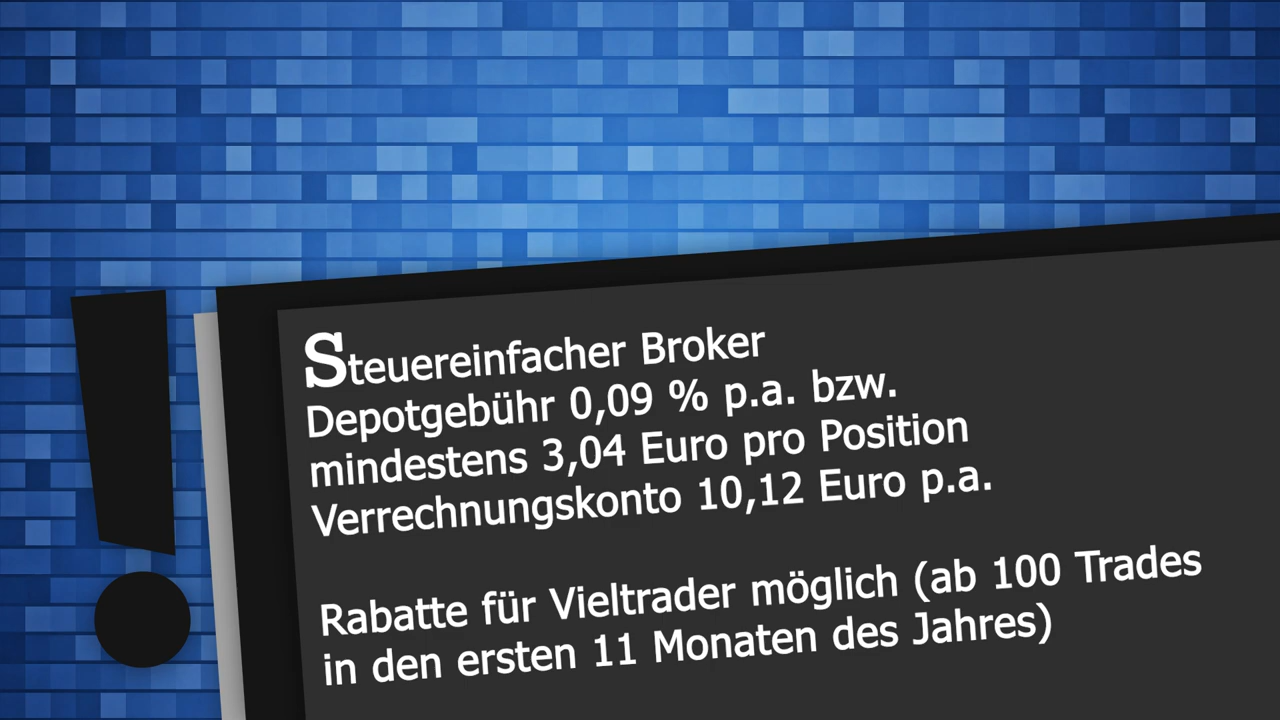 Steuereinfacher Broker
Depotgebühr 0,09 % p.a. bzw.
mindestens 3,04 Euro pro Position
Verrechnungskonto 10,12 Euro p.a.
Rabatte für Vieltrader möglich (ab 100 Trades
in den ersten 11 Monaten des Jahres)